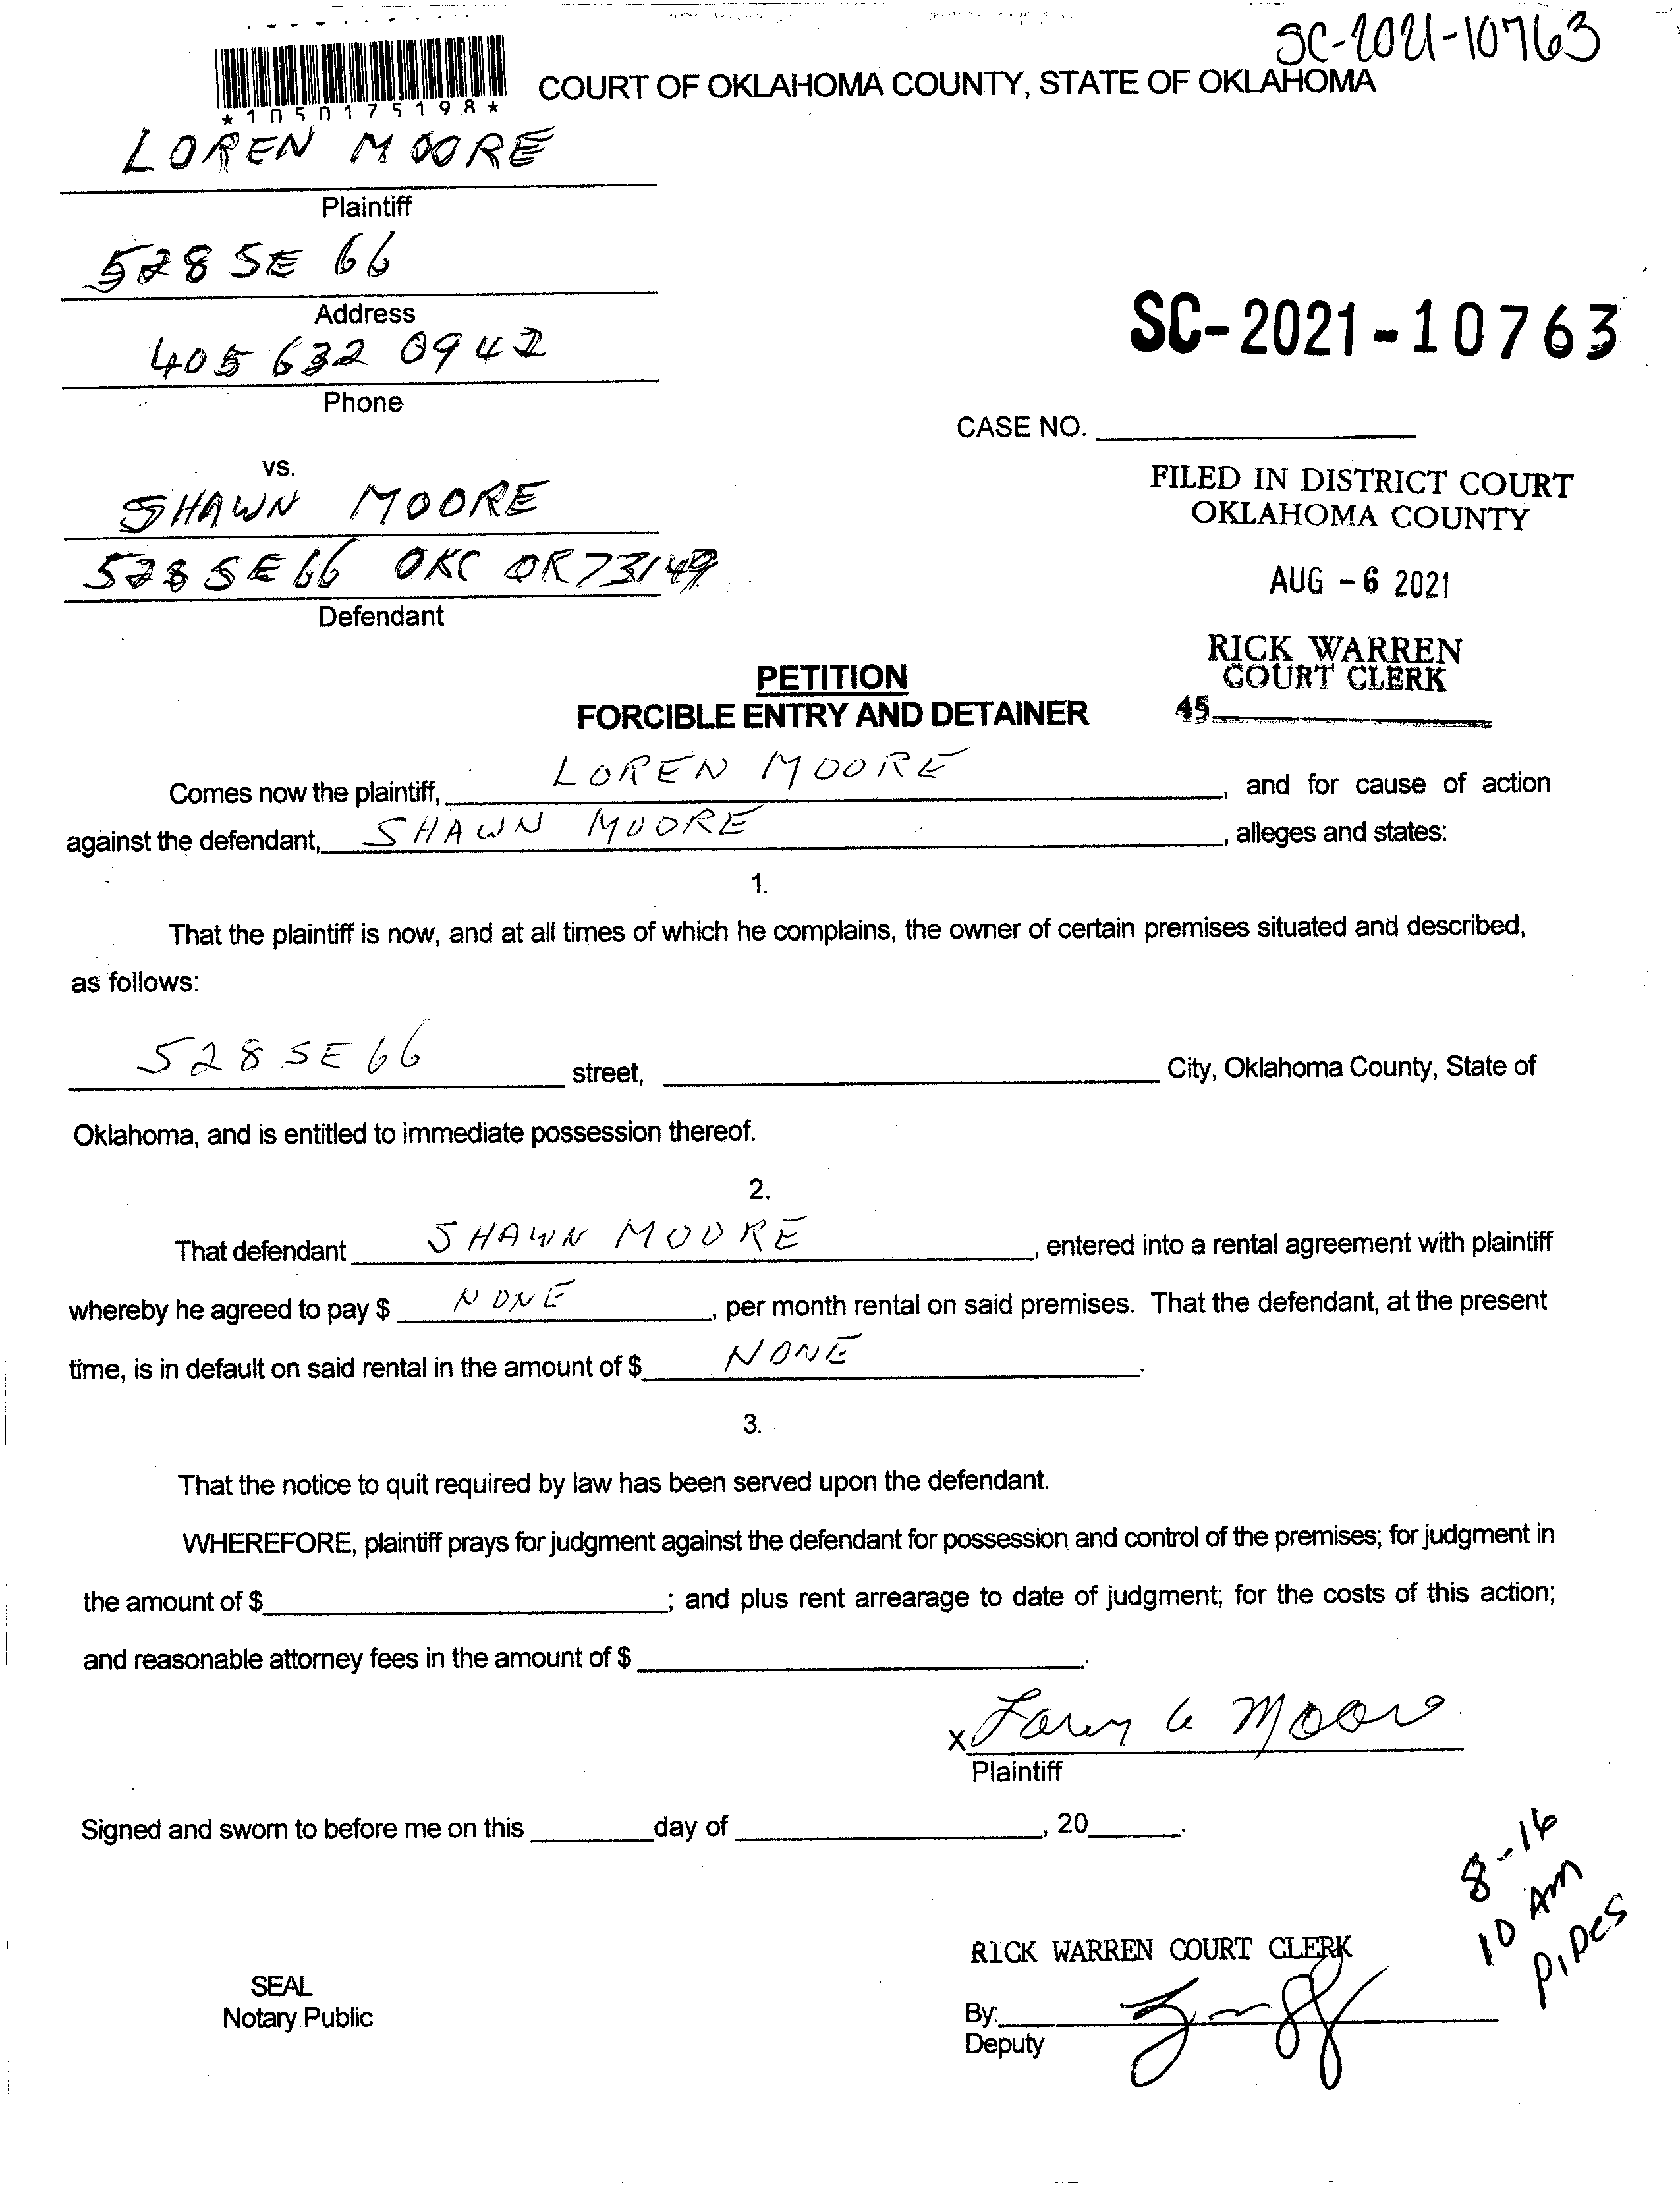 SC-2021-10763
COURT OF OKLAHOMA COUNTY, STATE OF OKLAHOMA
*1050175198*
LOREN MOORE
Plaintiff
528 SE 66
Address
405 632 0942
Phone
SC-2021-10763
CASE NO.
vs.
SHAWN MOORE
528 SE 66 OKC OK 73149
Defendant
FILED IN DISTRICT COURT
OKLAHOMA COUNTY
AUG -6 2021
RICK WARREN
COURT CLERK
45
PETITION
FORCIBLE ENTRY AND DETAINER
Comes now the plaintiff, LOREN MOORE, and for cause of action
against the defendant, SHAWN MOORE, alleges and states:
1.
That the plaintiff is now, and at all times of which he complains, the owner of certain premises situated and described,
as follows:
528 SE 66 street, City, Oklahoma County, State of
Oklahoma, and is entitled to immediate possession thereof.
2.
That defendant SHAWN MOORE, entered into a rental agreement with plaintiff
whereby he agreed to pay $ NONE, per month rental on said premises. That the defendant, at the present
time, is in default on said rental in the amount of $ NONE.
3.
That the notice to quit required by law has been served upon the defendant.
WHEREFORE, plaintiff prays for judgment against the defendant for possession and control of the premises; for judgment in
the amount of $; and plus rent arrearage to date of judgment; for the costs of this action;
and reasonable attorney fees in the amount of $.
x
Moore
Plaintiff
Signed and sworn to before me on this day of , 20 .
8-16
10 AM
PIPES
RICK WARREN COURT CLERK
SEAL
Notary Public
By:
Deputy